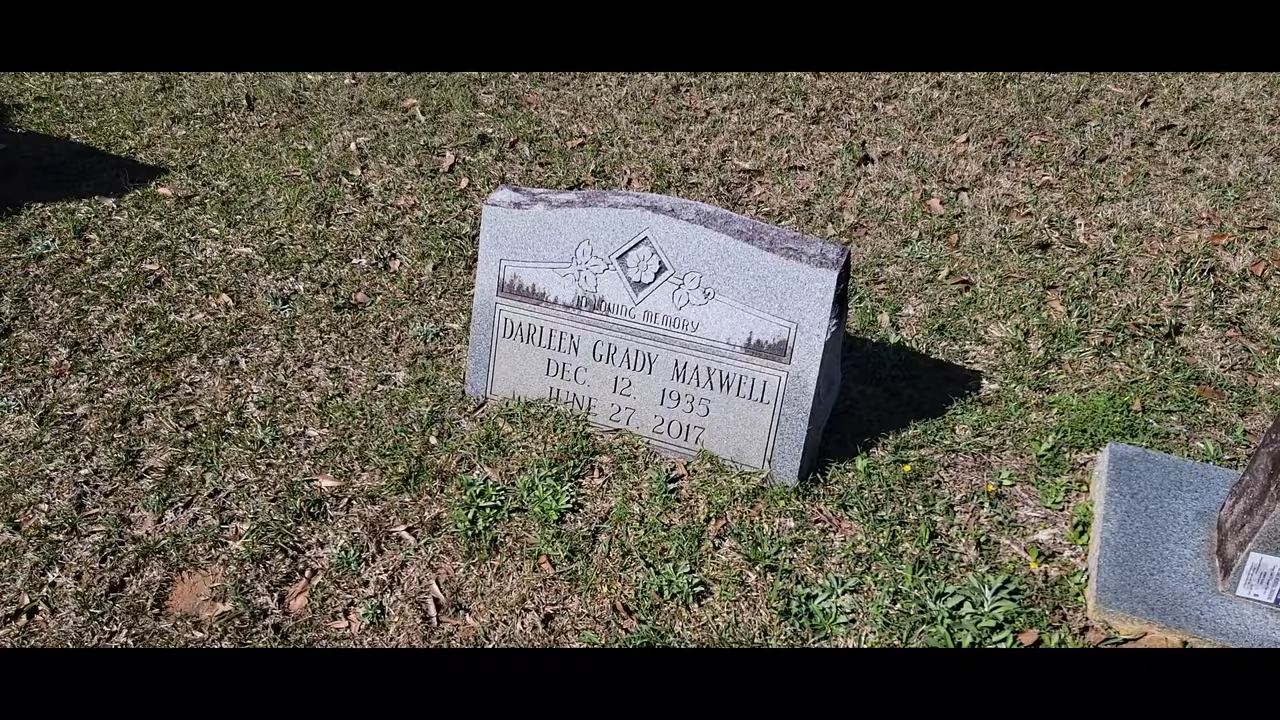 IN LOVING MEMORY
DARLEEN GRADY MAXWELL
DEC. 12, 1935
JUNE 27, 2017